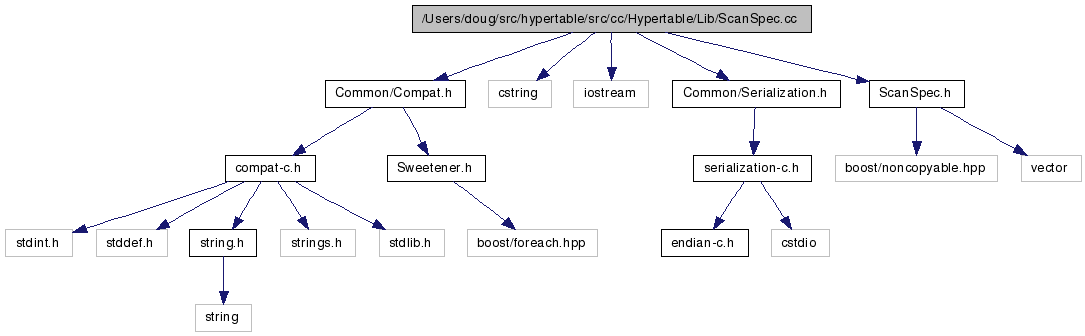 /Users/doug/src/hypertable/src/cc/Hypertable/Lib/ScanSpec.cc
Common/Compat.h
cstring
iostream
Common/Serialization.h
ScanSpec.h
compat-c.h
Sweetener.h
serialization-c.h
boost/noncopyable.hpp
vector
stdint.h
stddef.h
string.h
strings.h
stdlib.h
boost/foreach.hpp
endian-c.h
cstdio
string